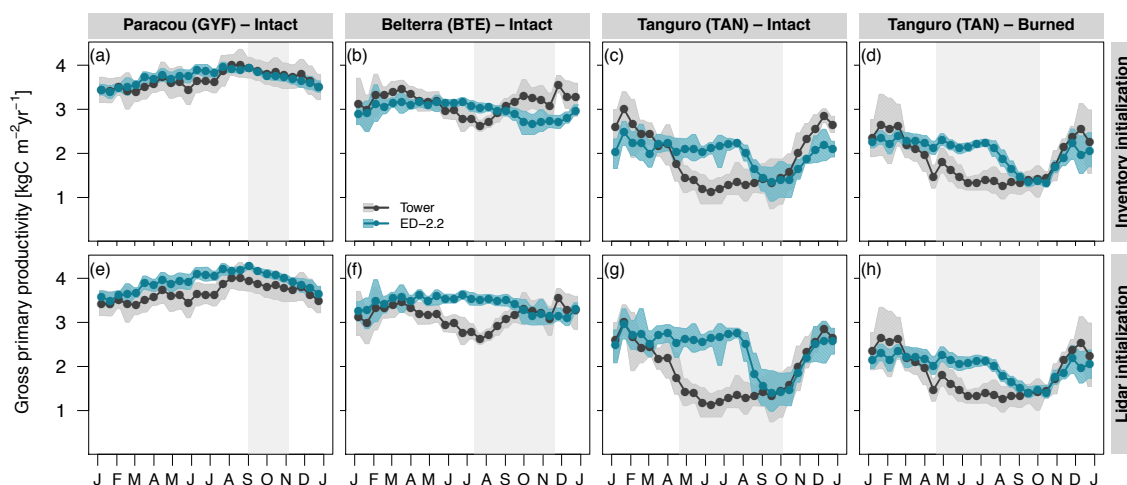 Paracou (GYF) – Intact
Belterra (BTE) – Intact
Tanguro (TAN) – Intact
Tanguro (TAN) – Burned
Gross primary productivity [kgC m−2yr−1]
Inventory initialization
Lidar initialization
(a)
(b)
(c)
(d)
4
3
2
1
Tower
ED−2.2
(e)
(f)
(g)
(h)
4
3
2
1
J F M A M J J A S O N D J
J F M A M J J A S O N D J
J F M A M J J A S O N D J
J F M A M J J A S O N D J